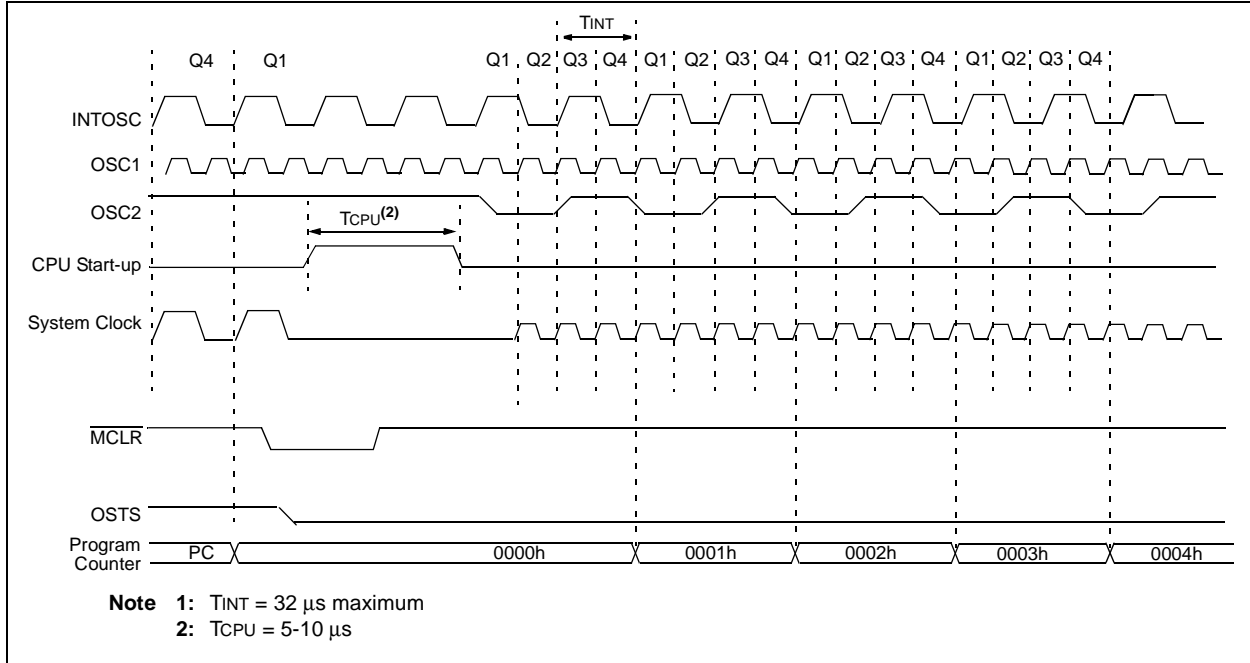 TINT
Q4 Q1 Q1 Q2 Q3 Q4 Q1 Q2 Q3 Q4 Q1 Q2 Q3 Q4 Q1 Q2 Q3 Q4
INTOSC
OSC1
OSC2
TCPU(2)
CPU Start-up
System Clock
MCLR
OSTS
Program
Counter
PC 0000h 0001h 0002h 0003h 0004h
Note 1: TINT = 32 μs maximum
2: TCPU = 5-10 μs